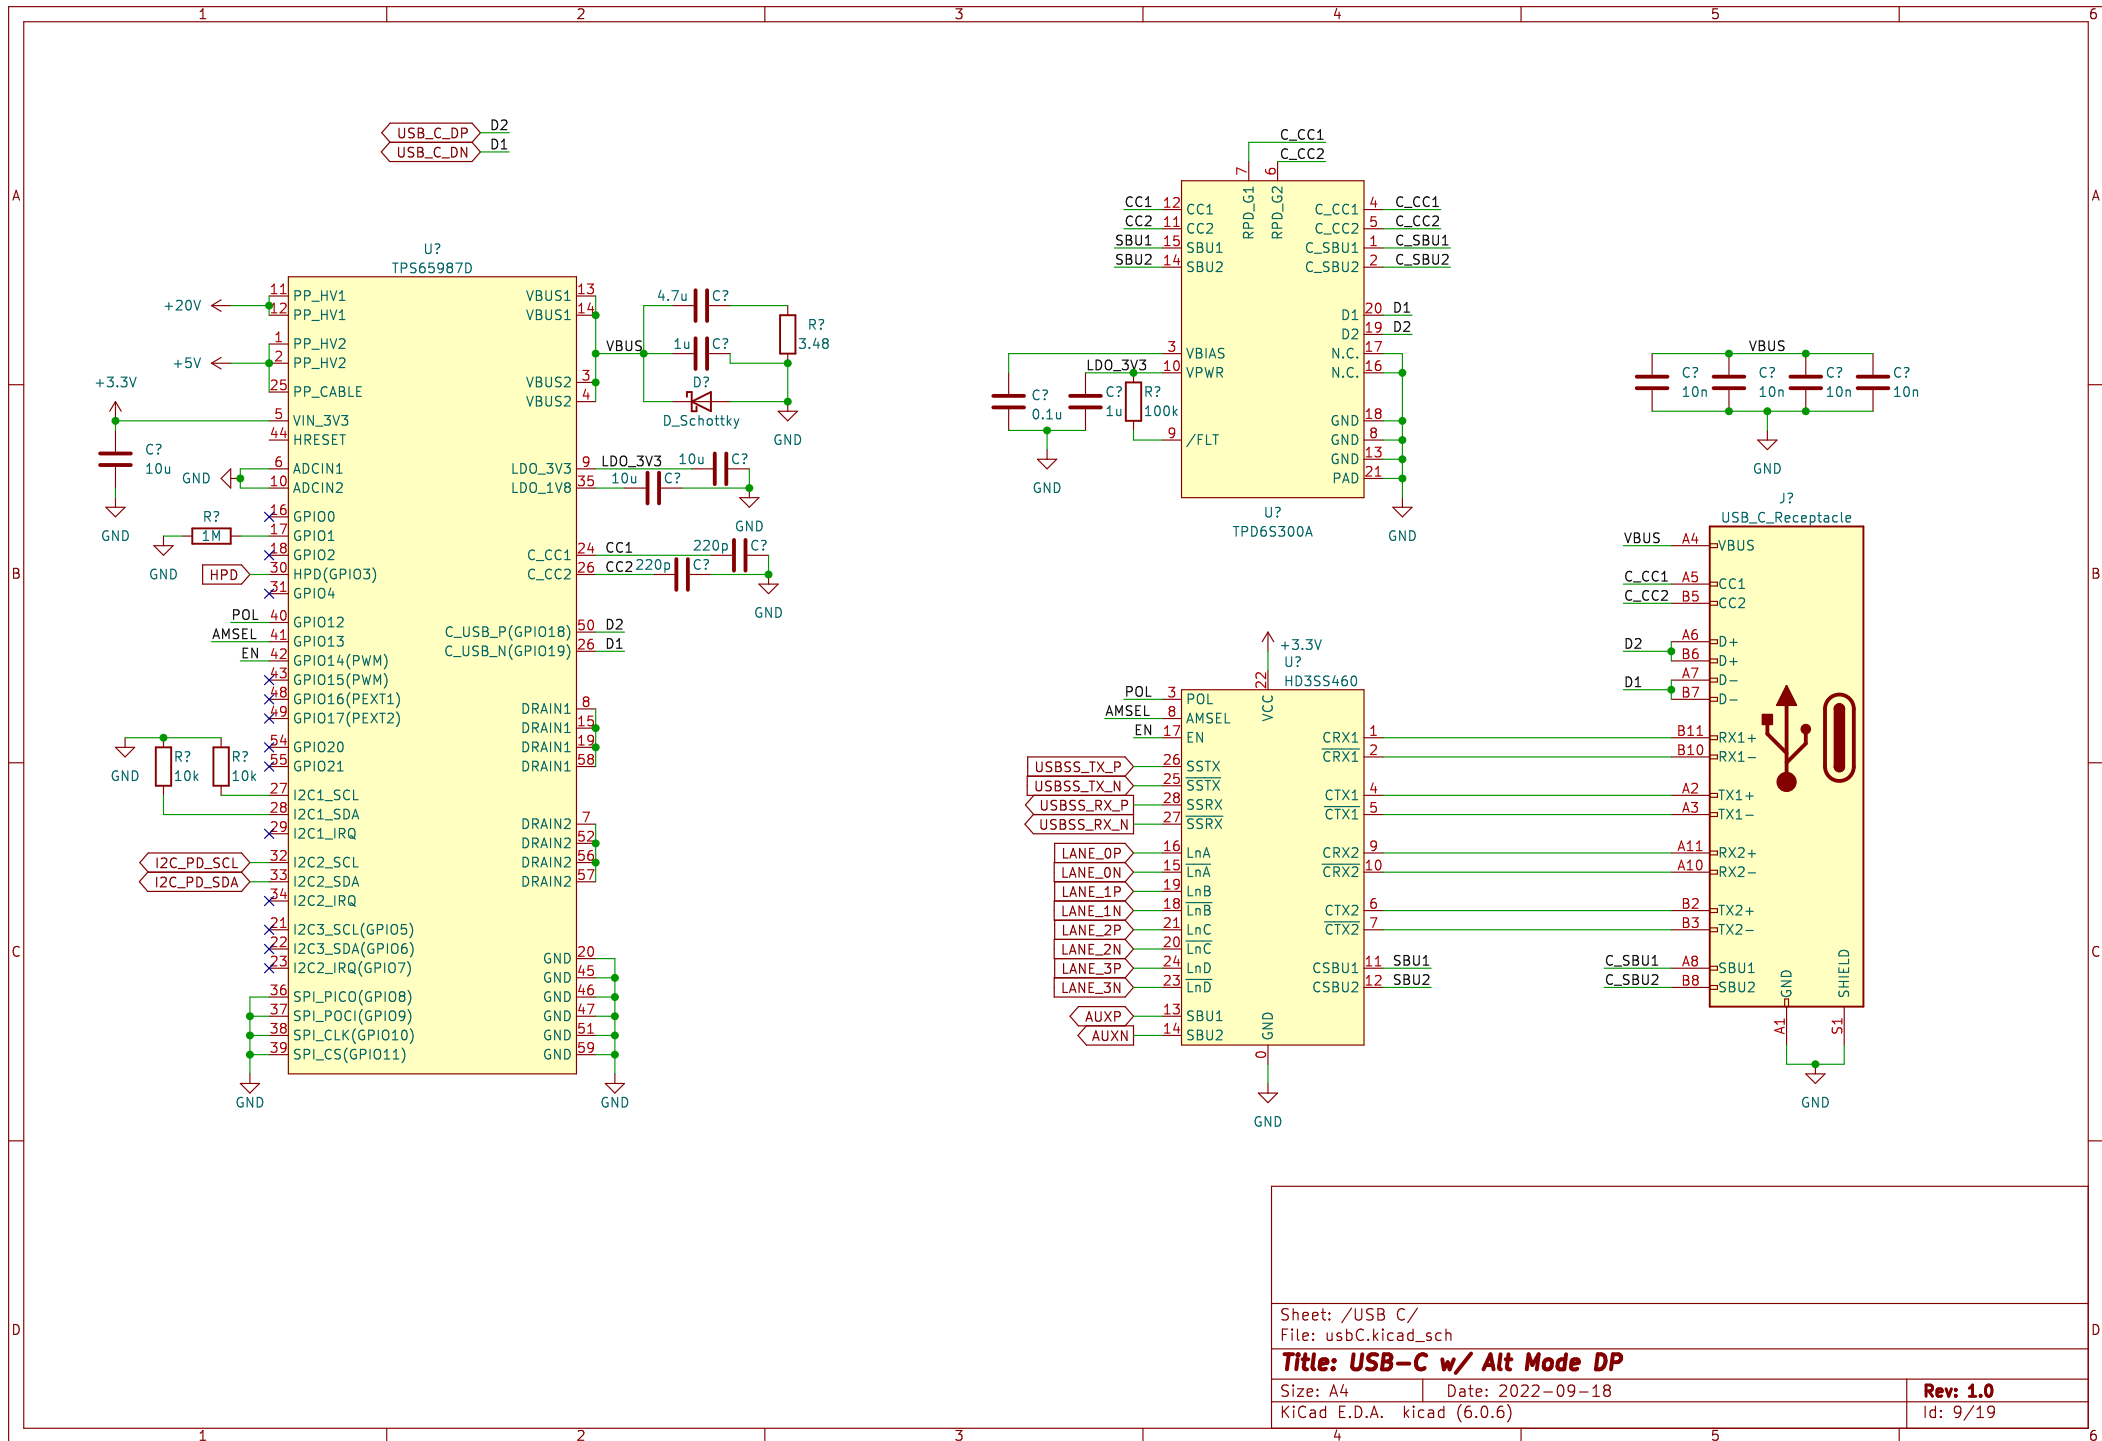 1 2 3 4 5 6
A
B
C
D
USB_C_DP D2
USB_C_DN D1
U?
TPS65987D
+20V
+5V
+3.3V
C?
10u
GND
GND
R?
1M
GND
HPD
POL
AMSEL
EN
GND
R?
10k
R?
10k
I2C_PD_SCL
I2C_PD_SDA
GND
11 PP_HV1
12 PP_HV1
1 PP_HV2
2 PP_HV2
25 PP_CABLE
5 VIN_3V3
44 HRESET
6 ADCIN1
10 ADCIN2
16 GPIO0
17 GPIO1
18 GPIO2
30 HPD(GPIO3)
31 GPIO4
40 GPIO12
41 GPIO13
42 GPIO14(PWM)
43 GPIO15(PWM)
48 GPIO16(PEXT1)
49 GPIO17(PEXT2)
54 GPIO20
55 GPIO21
27 I2C1_SCL
28 I2C1_SDA
29 I2C1_IRQ
32 I2C2_SCL
33 I2C2_SDA
34 I2C2_IRQ
21 I2C3_SCL(GPIO5)
22 I2C3_SDA(GPIO6)
23 I2C2_IRQ(GPIO7)
36 SPI_PICO(GPIO8)
37 SPI_POCI(GPIO9)
38 SPI_CLK(GPIO10)
39 SPI_CS(GPIO11)
VBUS1 13
VBUS1 14
VBUS2 3
VBUS2 4
LDO_3V3 9 LDO_3V3
LDO_1V8 35
C_CC1 24 CC1
C_CC2 26 CC2
C_USB_P(GPIO18) 50 D2
C_USB_N(GPIO19) 26 D1
DRAIN1 8
DRAIN1 15
DRAIN1 19
DRAIN1 58
DRAIN2 7
DRAIN2 52
DRAIN2 56
DRAIN2 57
GND 20
GND 45
GND 46
GND 47
GND 51
GND 59
GND
VBUS
4.7u C?
1u C?
D?
D_Schottky
R?
3.48
GND
10u C?
10u C?
GND
220p C?
220p C?
GND
C_CC1
C_CC2
7 6
RPD_G1 RPD_G2
CC1 12 CC1
CC2 11 CC2
SBU1 15 SBU1
SBU2 14 SBU2
3 VBIAS
LDO_3V3 10 VPWR
9 /FLT
C?
0.1u
C?
1u
R?
100k
GND
C_CC1 4 C_CC1
C_CC2 5 C_CC2
C_SBU1 1 C_SBU1
C_SBU2 2 C_SBU2
D1 20 D1
D2 19 D2
N.C. 17
N.C. 16
GND 18
GND 8
GND 13
PAD 21
GND
U?
TPD6S300A
VBUS
C?
10n
C?
10n
C?
10n
C?
10n
GND
+3.3V
U?
HD3SS460
22 VCC
POL 3 POL
AMSEL 8 AMSEL
EN 17 EN
USBSS_TX_P 26 SSTX
USBSS_TX_N 25 SSTX
USBSS_RX_P 28 SSRX
USBSS_RX_N 27 SSRX
LANE_0P 16 LnA
LANE_0N 15 LnA
LANE_1P 19 LnB
LANE_1N 18 LnB
LANE_2P 21 LnC
LANE_2N 20 LnC
LANE_3P 24 LnD
LANE_3N 23 LnD
AUXP 13 SBU1
AUXN 14 SBU2
CRX1 1
CRX1 2
CTX1 4
CTX1 5
CRX2 9
CRX2 10
CTX2 6
CTX2 7
CSBU1 11 SBU1
CSBU2 12 SBU2
GND 0
GND
J?
USB_C_Receptacle
VBUS A4 VBUS
C_CC1 A5 CC1
C_CC2 B5 CC2
D2 A6 D+
B6 D+
D1 A7 D-
B7 D-
B11 RX1+
B10 RX1-
A2 TX1+
A3 TX1-
A11 RX2+
A10 RX2-
B2 TX2+
B3 TX2-
C_SBU1 A8 SBU1
C_SBU2 B8 SBU2
GND SHIELD
A1 S1
GND
Sheet: /USB C/
File: usbC.kicad_sch
Title: USB-C w/ Alt Mode DP
Size: A4 Date: 2022-09-18 Rev: 1.0
KiCad E.D.A. kicad (6.0.6) Id: 9/19
A
B
C
D
1 2 3 4 5 6